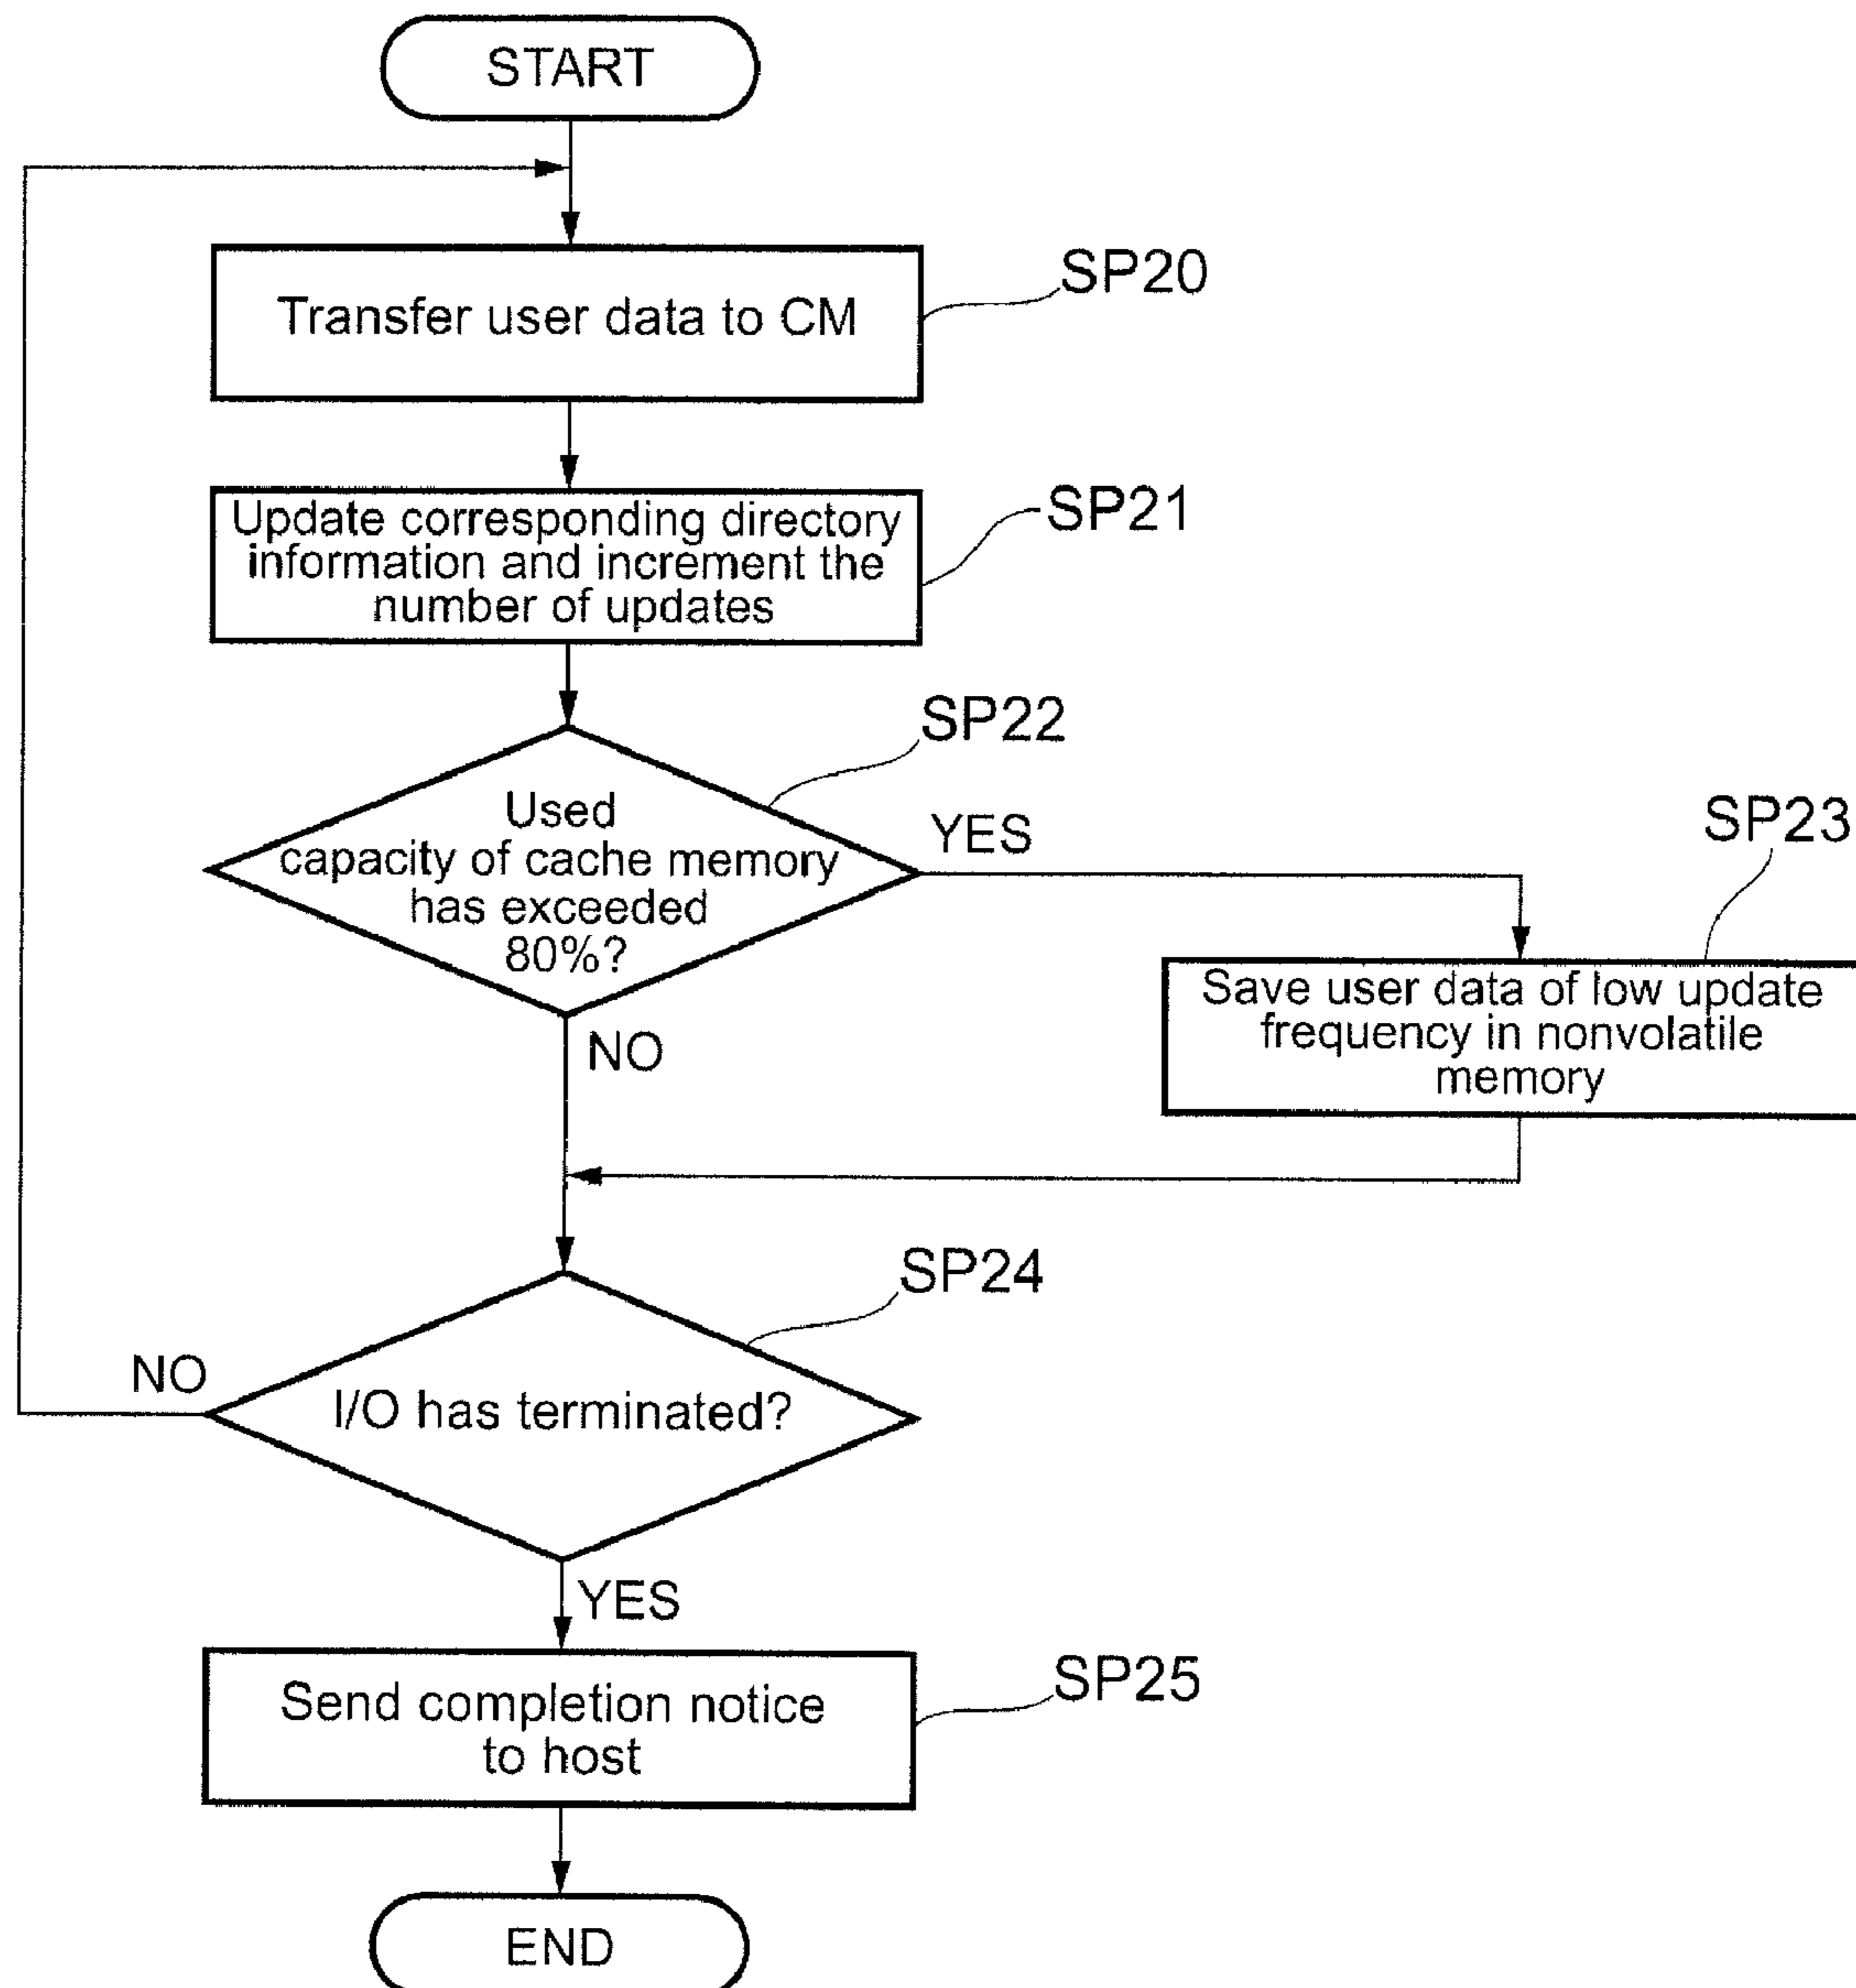 START
Transfer user data to CM
SP20
Update corresponding directory
information and increment the
number of updates
SP21
SP22
Used
capacity of cache memory
has exceeded
80%?
YES
NO
SP23
Save user data of low update
frequency in nonvolatile
memory
SP24
I/O has terminated?
NO
YES
SP25
Send completion notice
to host
END